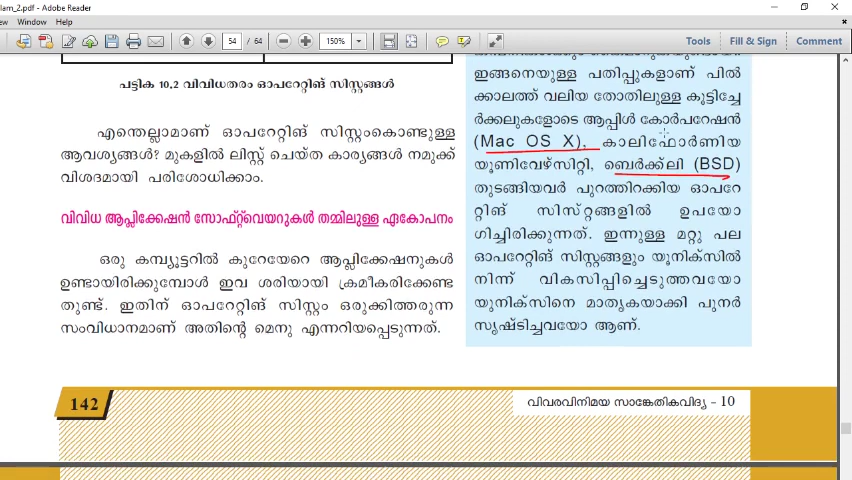 lam_2.pdf - Adobe Reader
ew Window Help
54 / 64
150%
Tools Fill & Sign Comment
പട്ടിക 10.2 വിവിധതരം ഓപറേറ്റിങ് സിസ്റ്റങ്ങൾ
എന്തെല്ലാമാണ് ഓപറേറ്റിങ് സിസ്റ്റംകൊണ്ടുള്ള
ആവശ്യങ്ങൾ? മുകളിൽ ലിസ്റ്റ് ചെയ്ത കാര്യങ്ങൾ നമുക്ക്
വിശദമായി പരിശോധിക്കാം.
വിവിധ ആപ്ലിക്കേഷൻ സോഫ്റ്റ്‌വെയറുകൾ തമ്മിലുള്ള ഏകോപനം
ഒരു കമ്പ്യൂട്ടറിൽ കുറേയേറെ ആപ്ലിക്കേഷനുകൾ
ഉണ്ടായിരിക്കുമ്പോൾ ഇവ ശരിയായി ക്രമീകരിക്കേണ്ട
തുണ്ട്. ഇതിന് ഓപറേറ്റിങ് സിസ്റ്റം ഒരുക്കിത്തരുന്ന
സംവിധാനമാണ് അതിന്റെ മെനു എന്നറിയപ്പെടുന്നത്.
ഇങ്ങനെയുള്ള പതിപ്പുകളാണ് പിൽ
ക്കാലത്ത് വലിയ തോതിലുള്ള കൂട്ടിച്ചേ
ർക്കലുകളോടെ ആപ്പിൾ കോർപറേഷൻ
(Mac OS X), കാലിഫോർണിയ
യൂണിവേഴ്സിറ്റി, ബെർക്ക്‌ലി (BSD)
തുടങ്ങിയവർ പുറത്തിറക്കിയ ഓപറേ
റ്റിങ് സിസ്റ്റങ്ങളിൽ ഉപയോ
ഗിച്ചിരിക്കുന്നത്. ഇന്നുള്ള മറ്റു പല
ഓപറേറ്റിങ് സിസ്റ്റങ്ങളും യൂനിക്സിൽ
നിന്ന് വികസിപ്പിച്ചെടുത്തവയോ
യൂനിക്സിനെ മാതൃകയാക്കി പുനർ
സൃഷ്ടിച്ചവയോ ആണ്.
142
വിവരവിനിമയ സാങ്കേതികവിദ്യ - 10